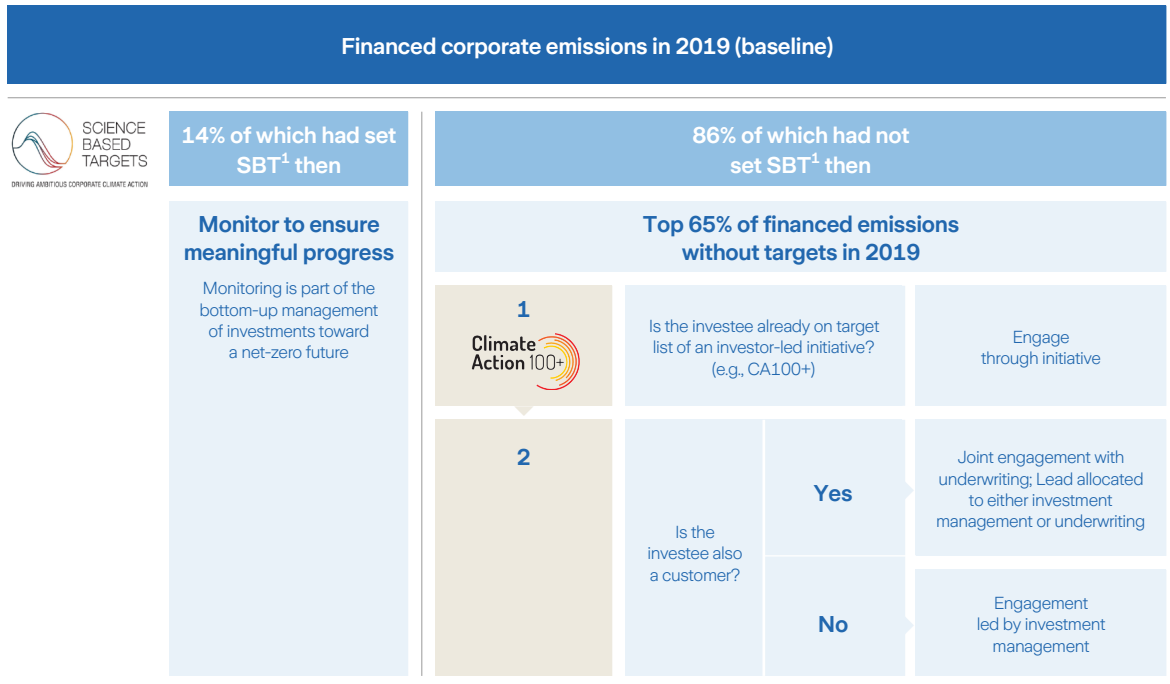 Financed corporate emissions in 2019 (baseline)
SCIENCE
BASED
TARGETS
DRIVING AMBITIOUS CORPORATE CLIMATE ACTION
14% of which had set
SBT¹ then
86% of which had not
set SBT¹ then
Monitor to ensure
meaningful progress
Monitoring is part of the
bottom-up management
of investments toward
a net-zero future
Top 65% of financed emissions
without targets in 2019
1
Climate
Action 100+
Is the investee already on target
list of an investor-led initiative?
(e.g., CA100+)
Engage
through initiative
2
Is the
investee also
a customer?
Yes
Joint engagement with
underwriting; Lead allocated
to either investment
management or underwriting
No
Engagement
led by investment
management